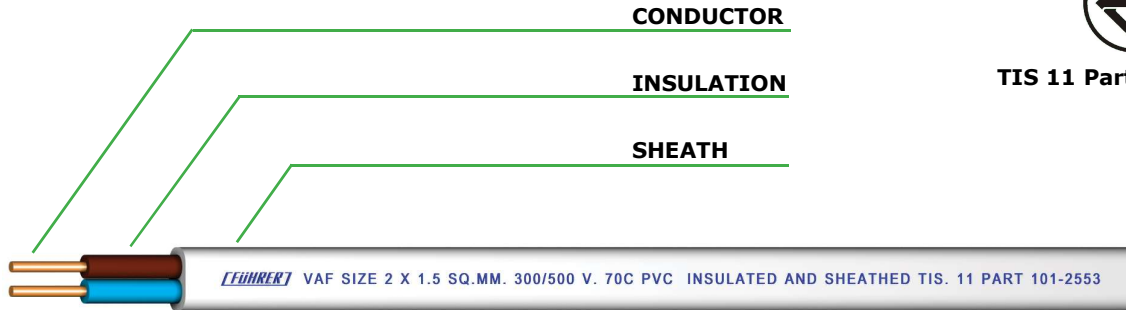 CONDUCTOR
INSULATION
TIS 11 Part
SHEATH
[FüHRER] VAF SIZE 2 X 1.5 SQ.MM. 300/500 V. 70C PVC INSULATED AND SHEATHED TIS. 11 PART 101-2553